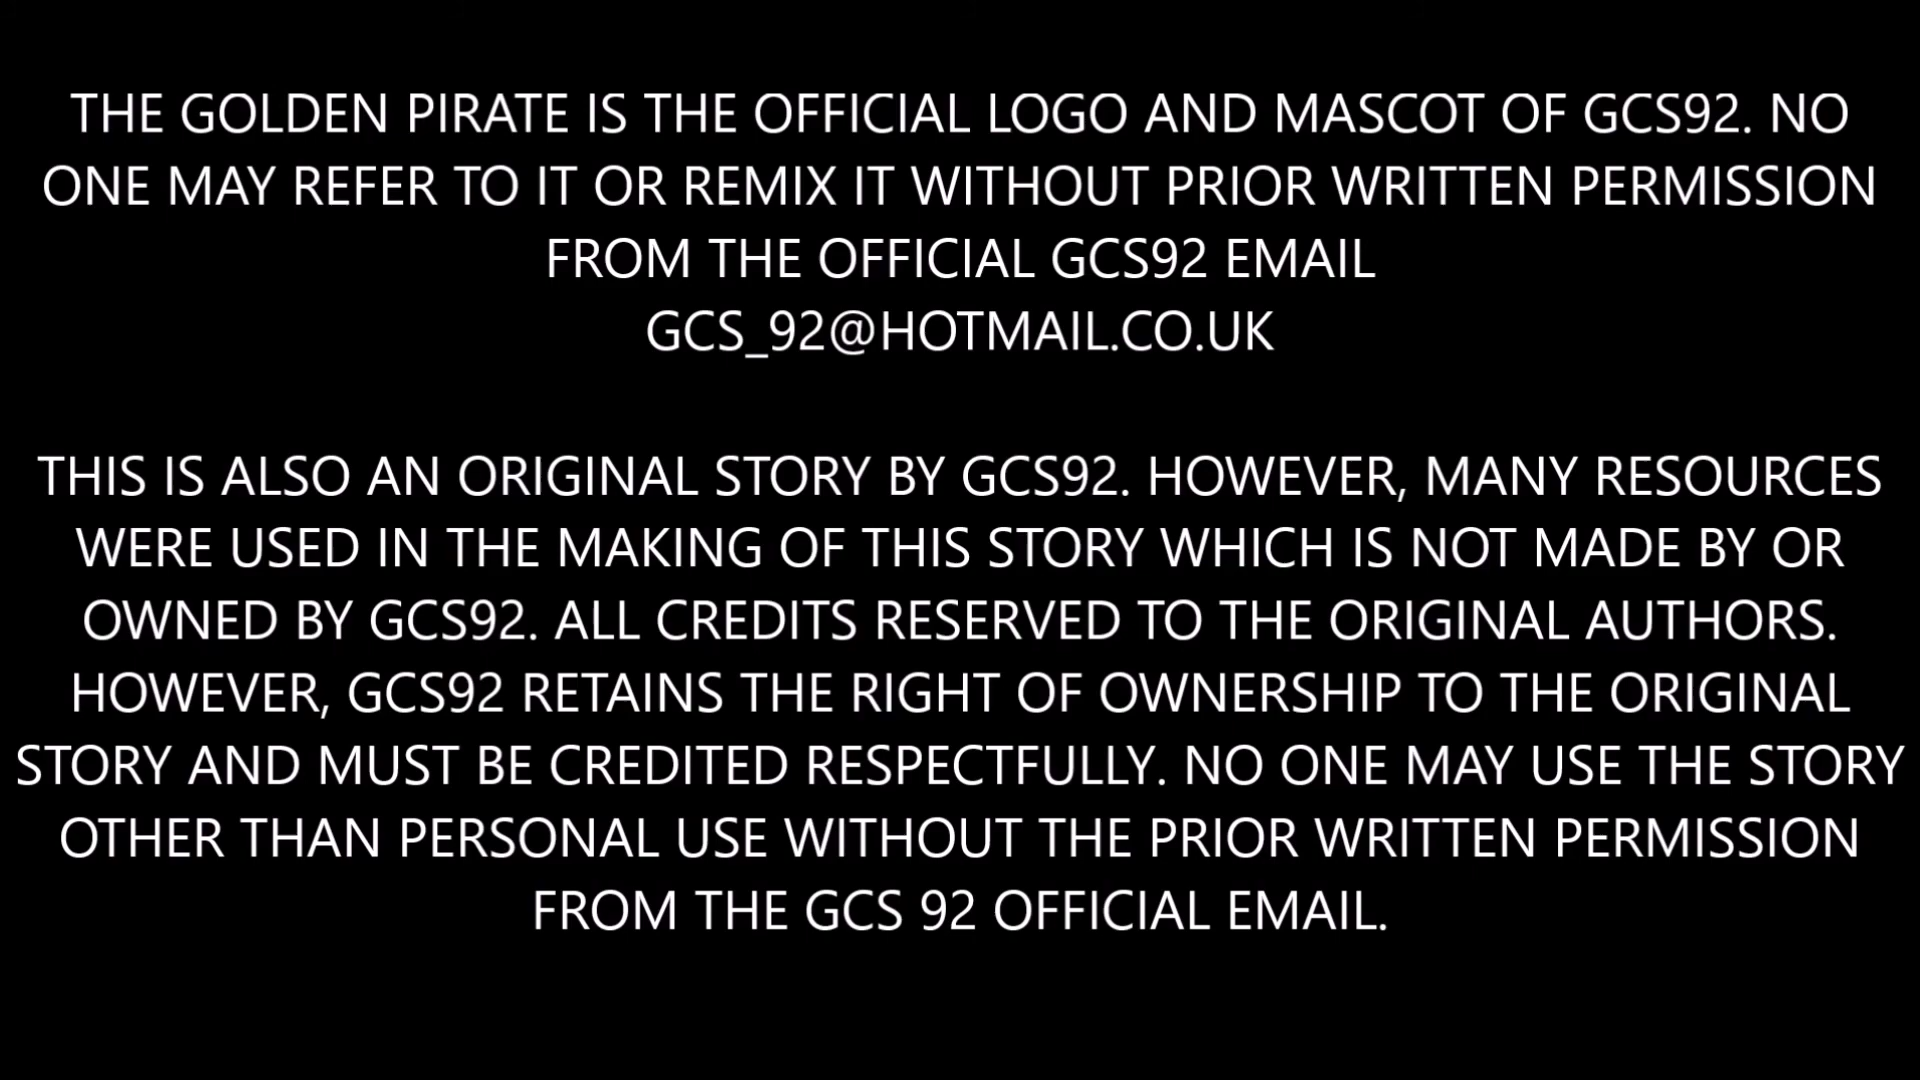 THE GOLDEN PIRATE IS THE OFFICIAL LOGO AND MASCOT OF GCS92. NO
ONE MAY REFER TO IT OR REMIX IT WITHOUT PRIOR WRITTEN PERMISSION
FROM THE OFFICIAL GCS92 EMAIL
GCS_92@HOTMAIL.CO.UK
THIS IS ALSO AN ORIGINAL STORY BY GCS92. HOWEVER, MANY RESOURCES
WERE USED IN THE MAKING OF THIS STORY WHICH IS NOT MADE BY OR
OWNED BY GCS92. ALL CREDITS RESERVED TO THE ORIGINAL AUTHORS.
HOWEVER, GCS92 RETAINS THE RIGHT OF OWNERSHIP TO THE ORIGINAL
STORY AND MUST BE CREDITED RESPECTFULLY. NO ONE MAY USE THE STORY
OTHER THAN PERSONAL USE WITHOUT THE PRIOR WRITTEN PERMISSION
FROM THE GCS 92 OFFICIAL EMAIL.